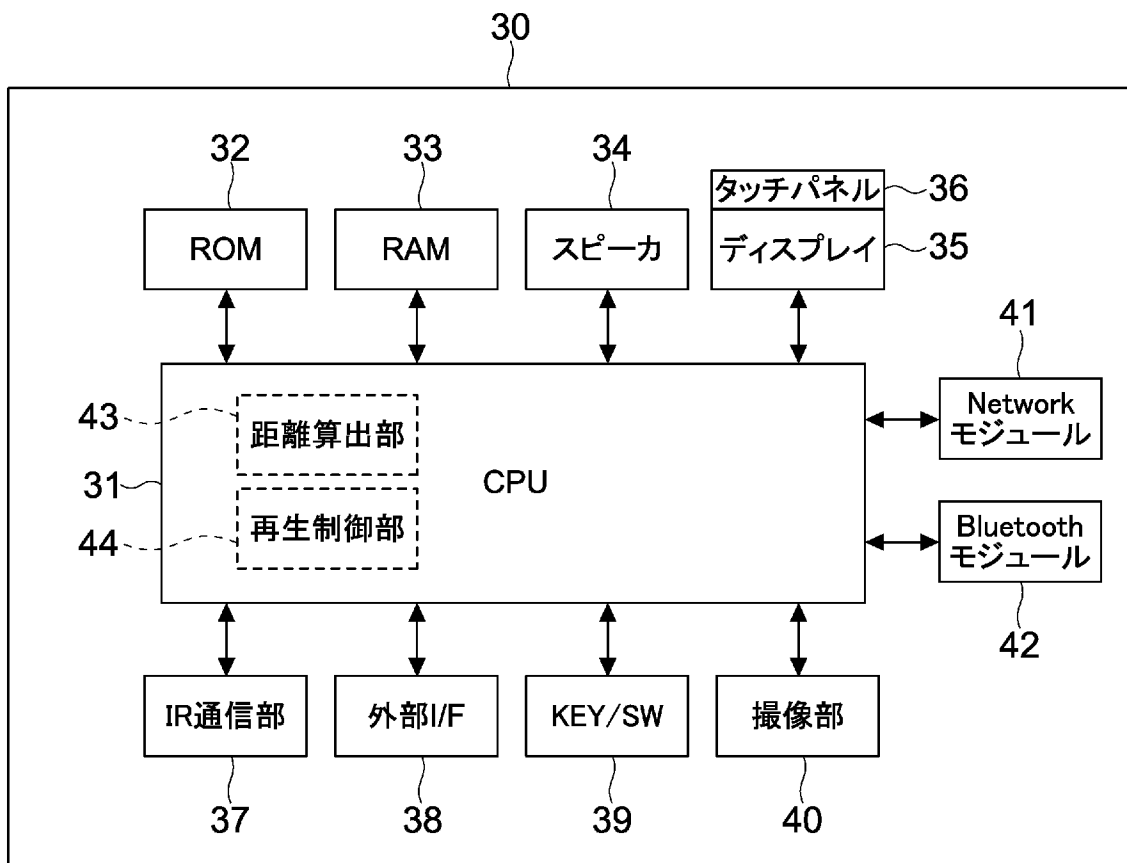 30
32
33
34
タッチパネル
36
ROM
RAM
スピーカ
ディスプレイ
35
41
43
距離算出部
Network
モジュール
31
CPU
44
再生制御部
Bluetooth
モジュール
42
IR通信部
外部I/F
KEY/SW
撮像部
37
38
39
40